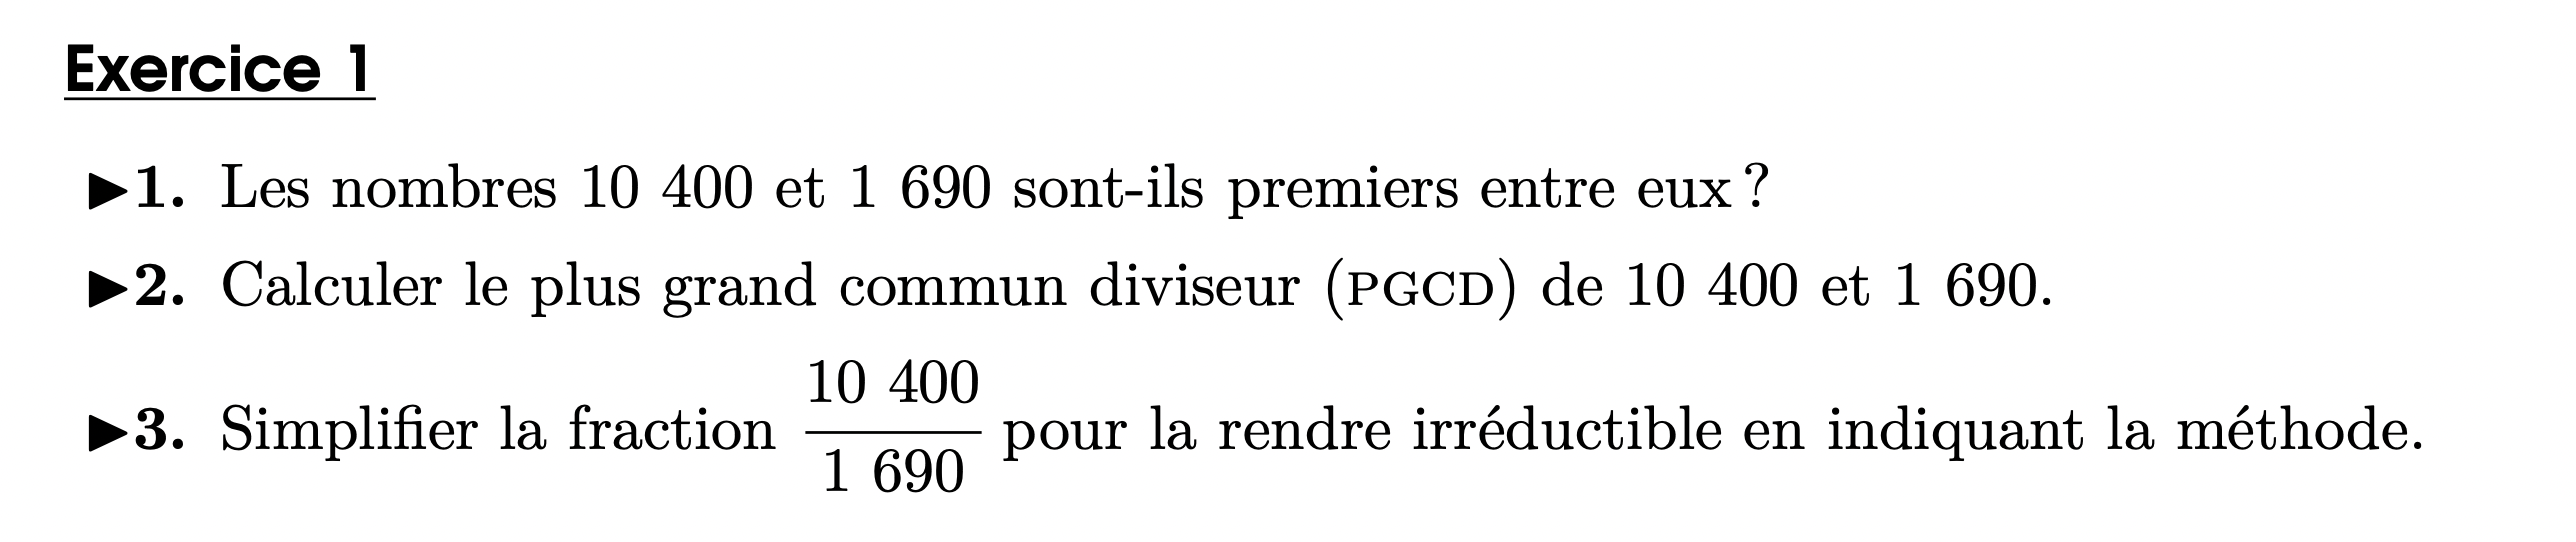 Exercice 1
▶1. Les nombres 10 400 et 1 690 sont-ils premiers entre eux ?
▶2. Calculer le plus grand commun diviseur (PGCD) de 10 400 et 1 690.
▶3. Simplifier la fraction \frac{10 400}{1 690} pour la rendre irréductible en indiquant la méthode.